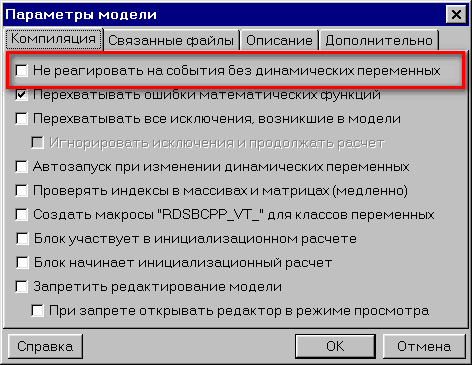 Параметры модели
Компиляция Связанные файлы Описание Дополнительно
Не реагировать на события без динамических переменных
Перехватывать ошибки математических функций
Перехватывать все исключения, возникшие в модели
Игнорировать исключения и продолжать расчет
Автозапуск при изменении динамических переменных
Проверять индексы в массивах и матрицах (медленно)
Создать макросы "RDSBCPP_VT_" для классов переменных
Блок участвует в инициализационном расчете
Блок начинает инициализационный расчет
Запретить редактирование модели
При запрете открывать редактор в режиме просмотра
Справка OK Отмена